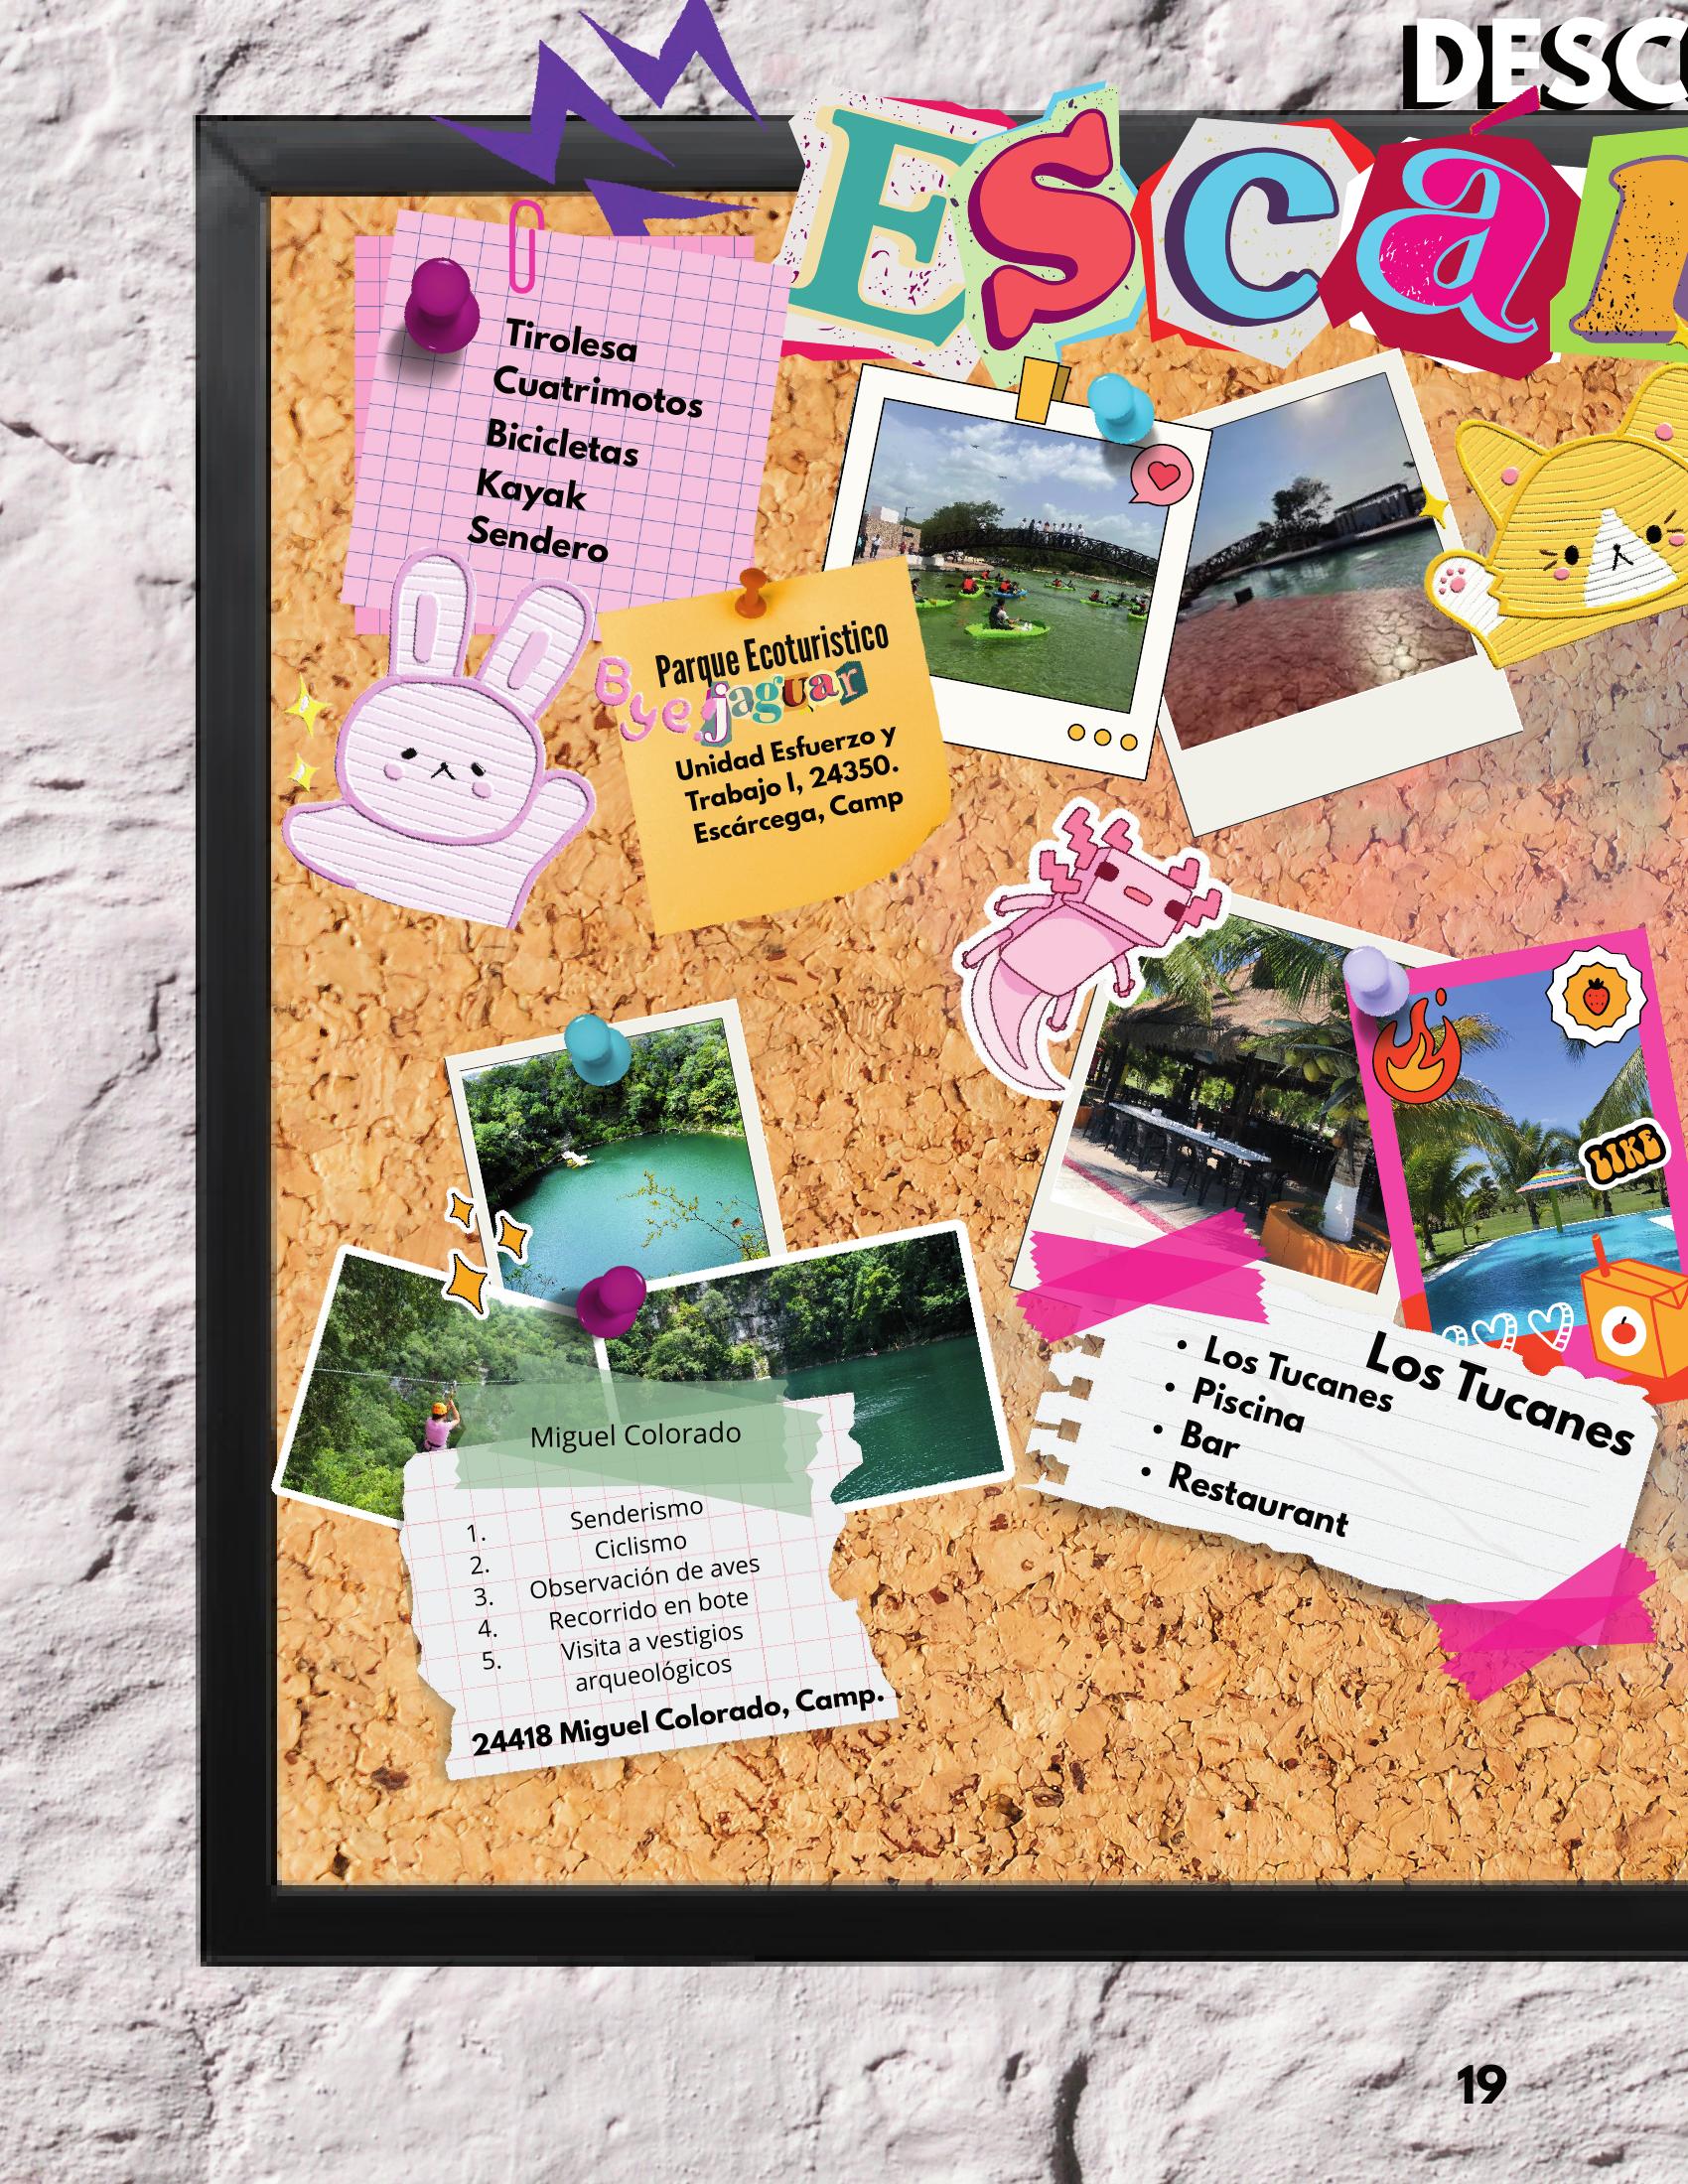 DESCU
Escár
Tirolesa
Cuatrimotos
Bicicletas
Kayak
Sendero
Parque Ecoturistico
jaguar
Bye
Unidad Esfuerzo y
Trabajo I, 24350.
Escárcega, Camp
LIKE
Los Tucanes
• Los Tucanes
• Piscina
• Bar
• Restaurant
Miguel Colorado
1. Senderismo
2. Ciclismo
3. Observación de aves
4. Recorrido en bote
5. Visita a vestigios
arqueológicos
24418 Miguel Colorado, Camp.
19